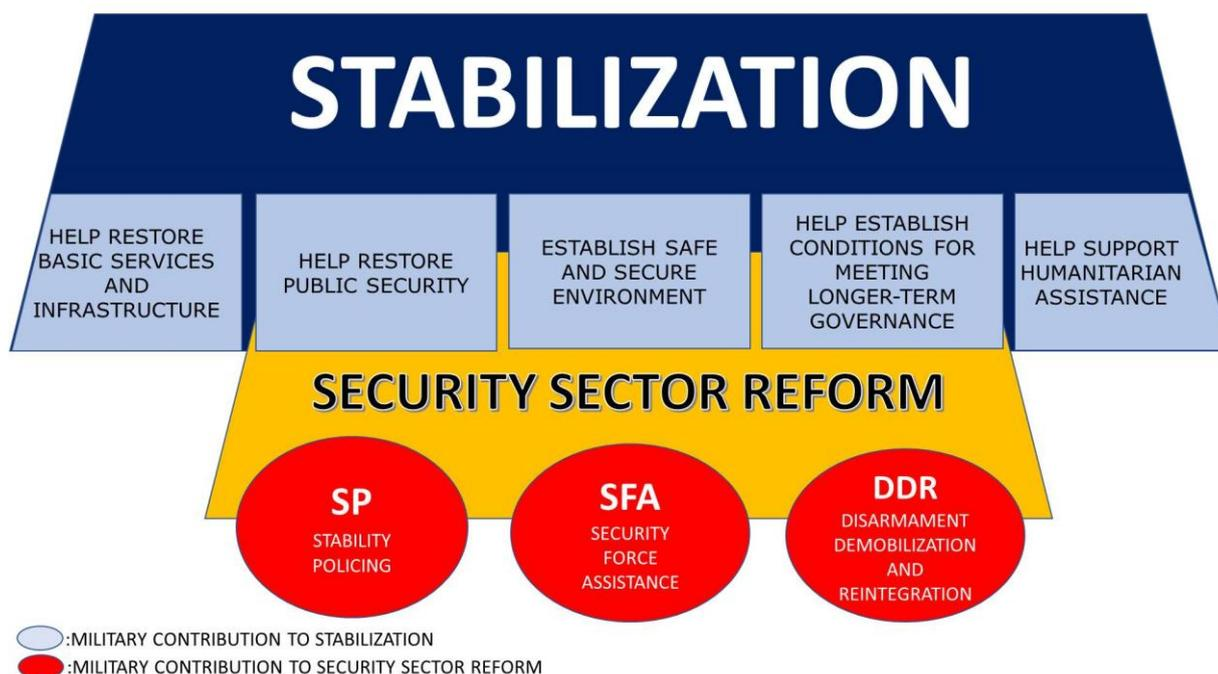 STABILIZATION
HELP RESTORE
BASIC SERVICES
AND
INFRASTRUCTURE
HELP RESTORE
PUBLIC SECURITY
ESTABLISH SAFE
AND SECURE
ENVIRONMENT
HELP ESTABLISH
CONDITIONS FOR
MEETING
LONGER-TERM
GOVERNANCE
HELP SUPPORT
HUMANITARIAN
ASSISTANCE
SECURITY SECTOR REFORM
SP
STABILITY
POLICING
SFA
SECURITY
FORCE
ASSISTANCE
DDR
DISARMAMENT
DEMOBILIZATION
AND
REINTEGRATION
:MILITARY CONTRIBUTION TO STABILIZATION
:MILITARY CONTRIBUTION TO SECURITY SECTOR REFORM